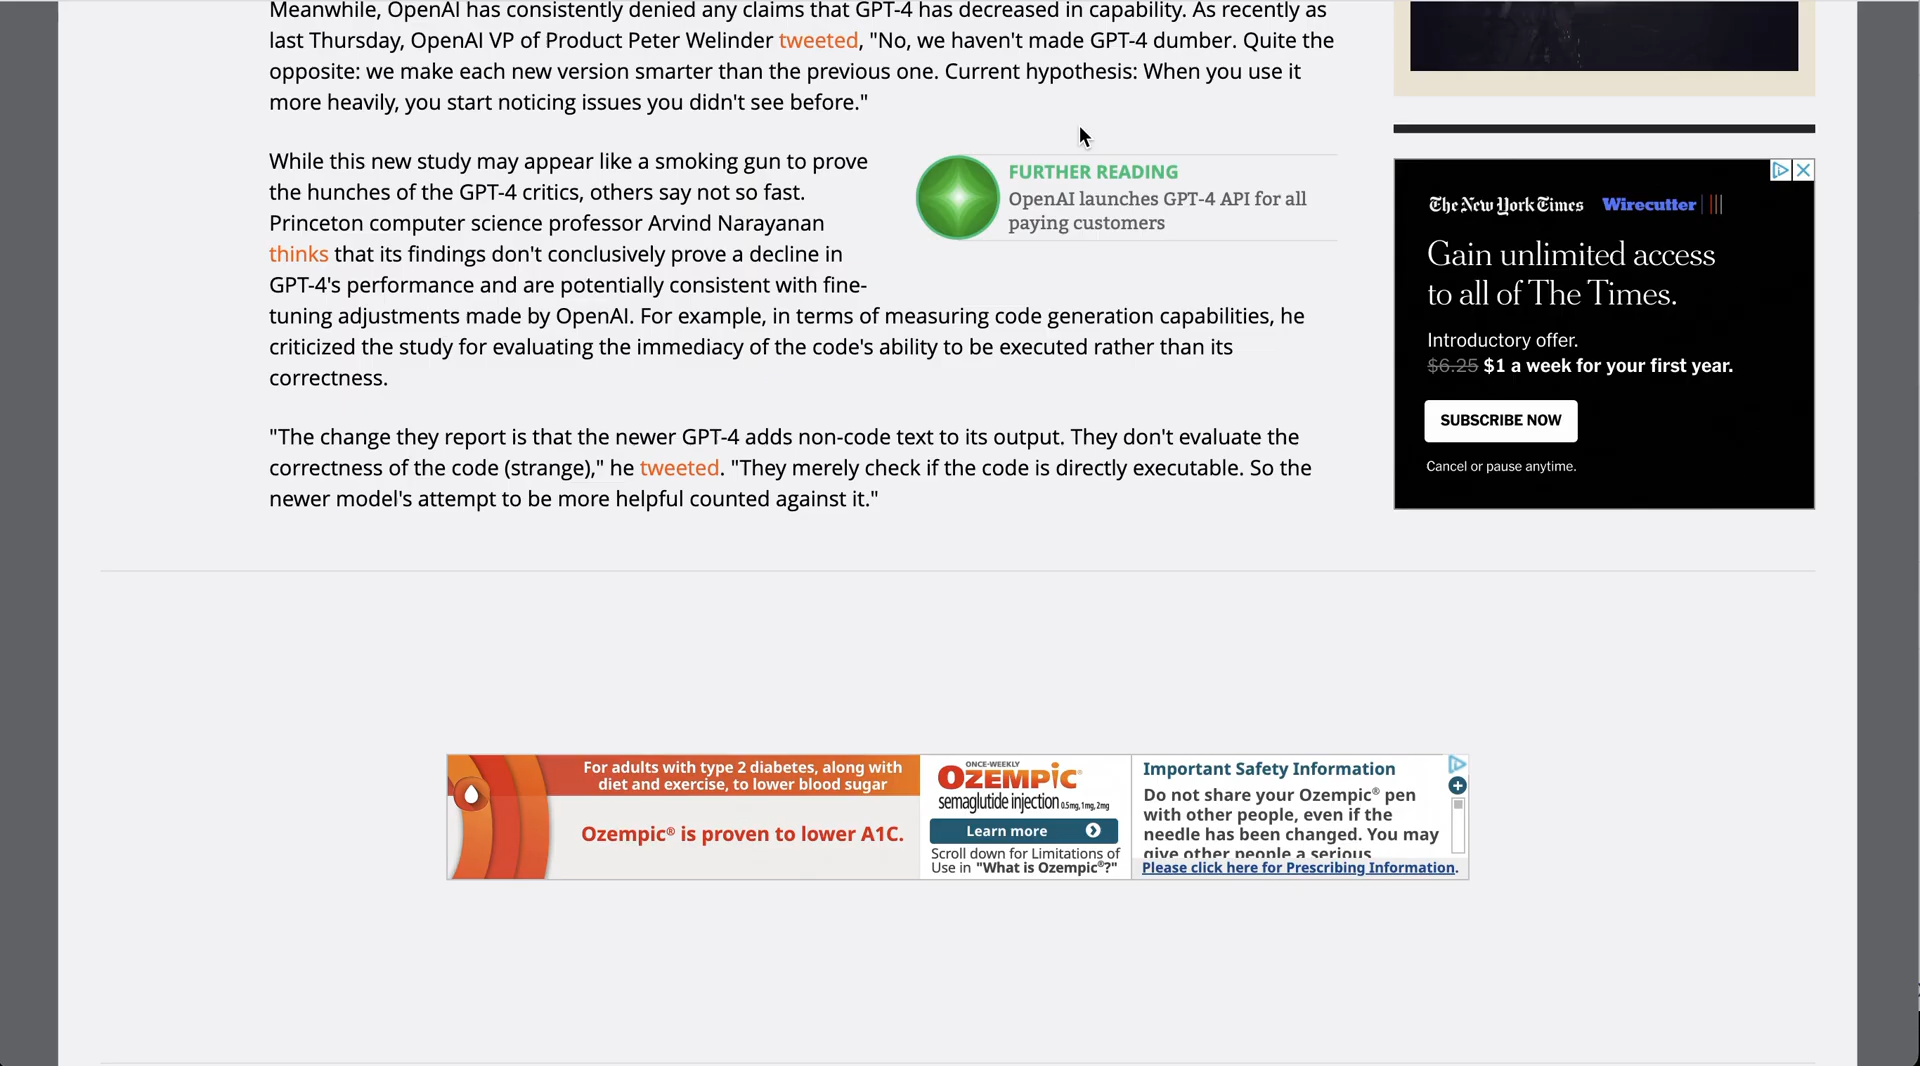 Meanwhile, OpenAI has consistently denied any claims that GPT-4 has decreased in capability. As recently as
last Thursday, OpenAI VP of Product Peter Welinder tweeted, "No, we haven't made GPT-4 dumber. Quite the
opposite: we make each new version smarter than the previous one. Current hypothesis: When you use it
more heavily, you start noticing issues you didn't see before."
While this new study may appear like a smoking gun to prove
the hunches of the GPT-4 critics, others say not so fast.
Princeton computer science professor Arvind Narayanan
thinks that its findings don't conclusively prove a decline in
GPT-4's performance and are potentially consistent with fine-
tuning adjustments made by OpenAI. For example, in terms of measuring code generation capabilities, he
criticized the study for evaluating the immediacy of the code's ability to be executed rather than its
correctness.
FURTHER READING
OpenAI launches GPT-4 API for all
paying customers
"The change they report is that the newer GPT-4 adds non-code text to its output. They don't evaluate the
correctness of the code (strange)," he tweeted. "They merely check if the code is directly executable. So the
newer model's attempt to be more helpful counted against it."
The New York Times Wirecutter
Gain unlimited access
to all of The Times.
Introductory offer.
$6.25 $1 a week for your first year.
SUBSCRIBE NOW
Cancel or pause anytime.
For adults with type 2 diabetes, along with
diet and exercise, to lower blood sugar
Ozempic® is proven to lower A1C.
ONCE-WEEKLY
OZEMPIC®
semaglutide injection 0.5mg, 1mg, 2mg
Learn more
Scroll down for Limitations of
Use in "What is Ozempic®?"
Important Safety Information
Do not share your Ozempic® pen
with other people, even if the
needle has been changed. You may
give other people a serious
Please click here for Prescribing Information.